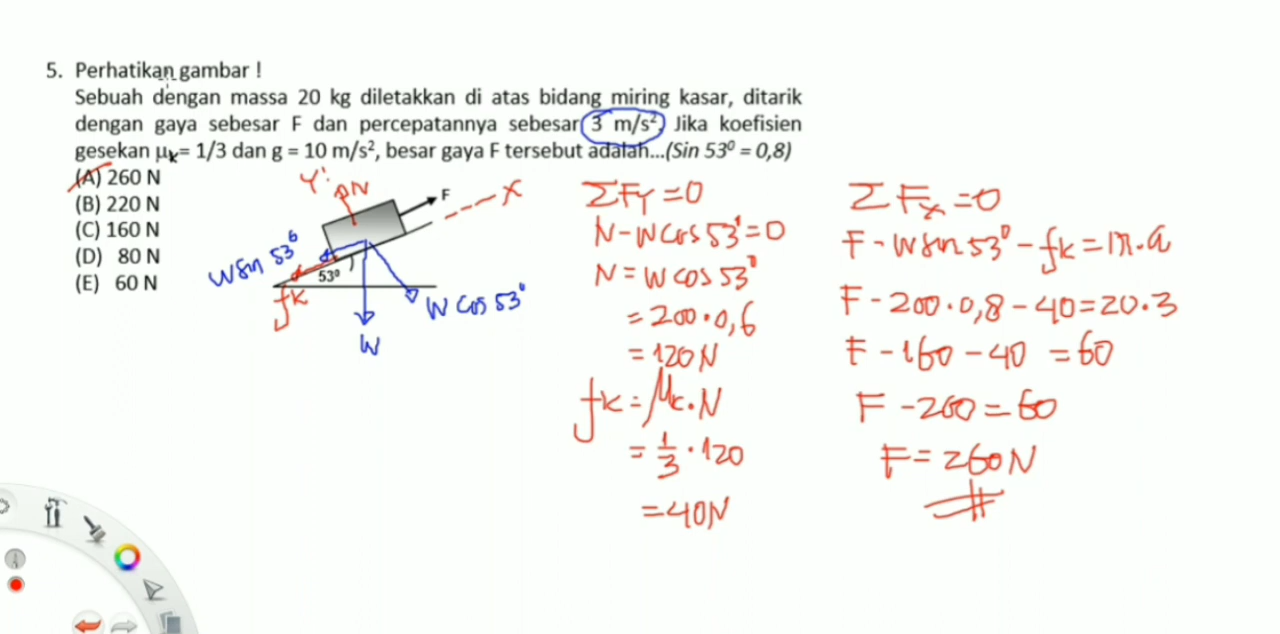 5. Perhatikan gambar !
Sebuah dengan massa 20 kg diletakkan di atas bidang miring kasar, ditarik
dengan gaya sebesar F dan percepatannya sebesar 3 m/s². Jika koefisien
gesekan μk= 1/3 dan g = 10 m/s², besar gaya F tersebut adalah...(Sin 53⁰ = 0,8)
(A) 260 N
(B) 220 N
(C) 160 N
(D) 80 N
(E) 60 N
Y
N
F
X
W sin 53°
53⁰
fk
W cos 53°
W
ΣFy = 0
N - W cos 53° = 0
N = W cos 53°
= 200 . 0,6
= 120 N
fk = μk . N
= 1/3 . 120
= 40 N
ΣFx = 0
F - W sin 53° - fk = m . a
F - 200 . 0,8 - 40 = 20 . 3
F - 160 - 40 = 60
F - 200 = 60
F = 260 N